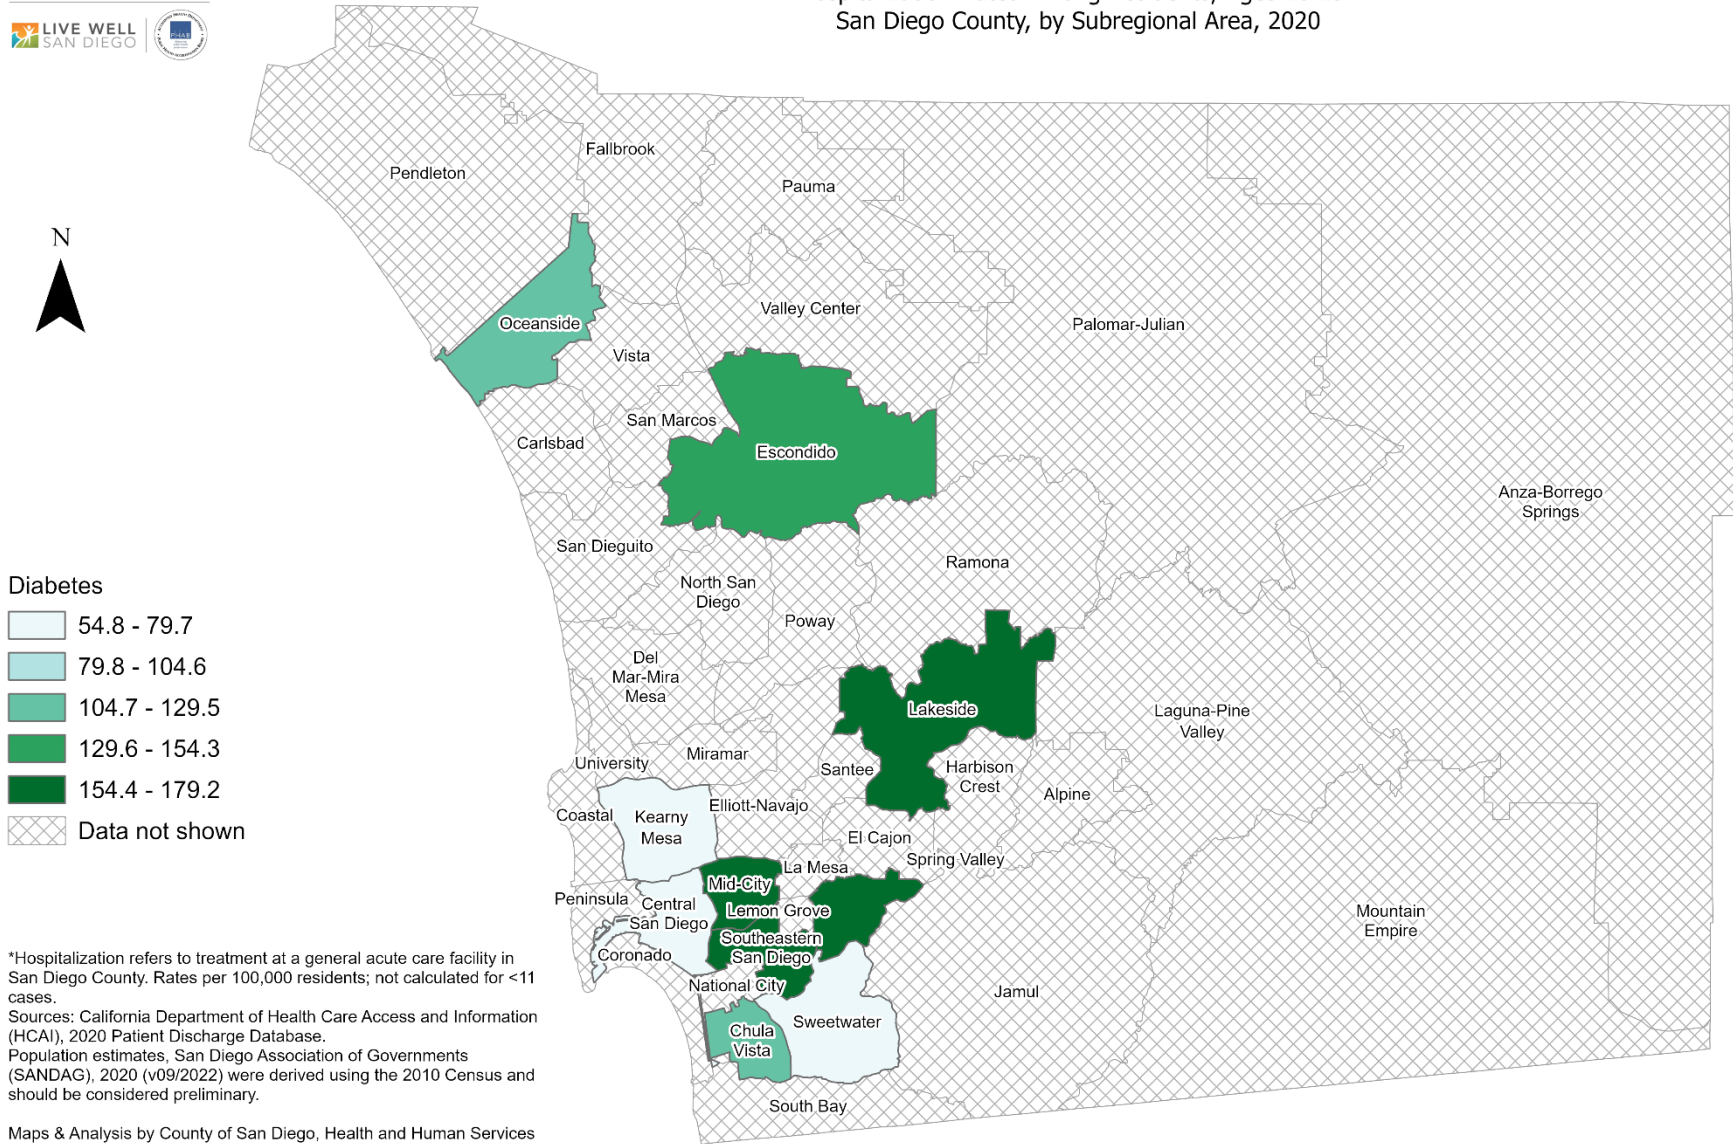 LIVE WELL
SAN DIEGO
PHAB
San Diego County, by Subregional Area, 2020
N
Pendleton
Fallbrook
Pauma
Oceanside
Valley Center
Palomar-Julian
Vista
San Marcos
Carlsbad
Escondido
Anza-Borrego
Springs
San Dieguito
Ramona
North San
Diego
Poway
Del
Mar-Mira
Mesa
Lakeside
Laguna-Pine
Valley
Miramar
University
Santee
Harbison
Crest
Alpine
Coastal
Kearny
Mesa
Elliott-Navajo
El Cajon
Spring Valley
La Mesa
Mid-City
Peninsula
Central
San Diego
Lemon Grove
Mountain
Empire
Southeastern
San Diego
Coronado
National City
Jamul
Sweetwater
Chula
Vista
South Bay
Diabetes
54.8 - 79.7
79.8 - 104.6
104.7 - 129.5
129.6 - 154.3
154.4 - 179.2
Data not shown
*Hospitalization refers to treatment at a general acute care facility in
San Diego County. Rates per 100,000 residents; not calculated for <11
cases.
Sources: California Department of Health Care Access and Information
(HCAI), 2020 Patient Discharge Database.
Population estimates, San Diego Association of Governments
(SANDAG), 2020 (v09/2022) were derived using the 2010 Census and
should be considered preliminary.
Maps & Analysis by County of San Diego, Health and Human Services